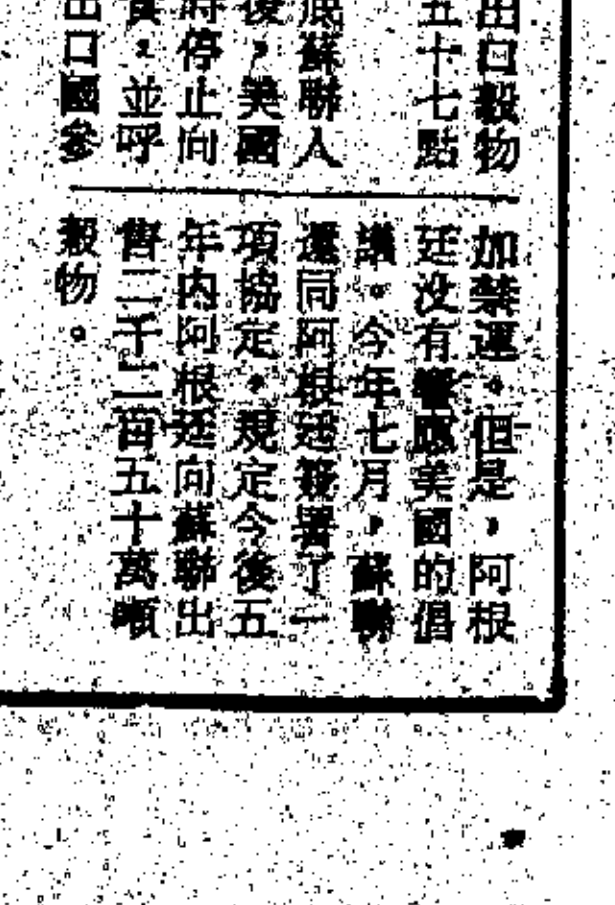 出口穀物
五十七點
底蘇聯人
後，美國
時停止向
，並呼
出口國參
加禁運。但是，阿根
廷没有響應美國的倡
議。今年七月，蘇聯
還同阿根廷簽署了一
項協定，規定今後五
年内阿根廷向蘇聯出
售二千二百五十萬噸
穀物。